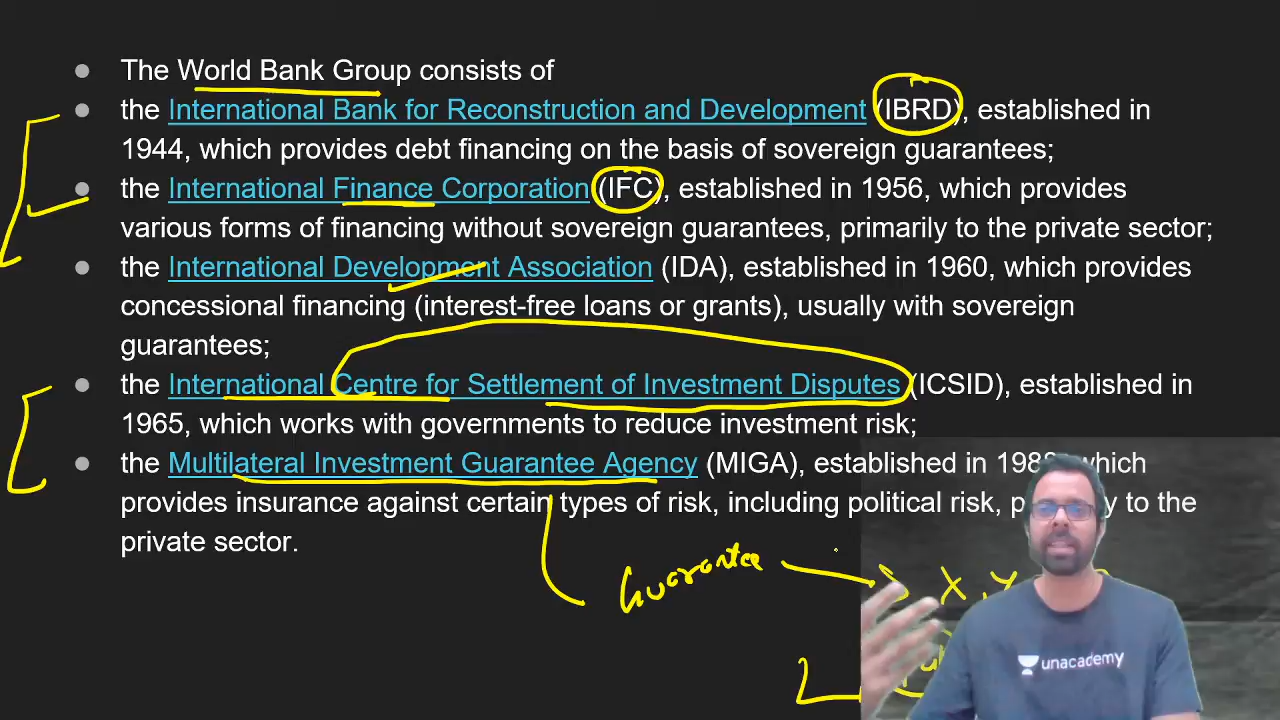 The World Bank Group consists of
the International Bank for Reconstruction and Development (IBRD), established in
1944, which provides debt financing on the basis of sovereign guarantees;
the International Finance Corporation (IFC), established in 1956, which provides
various forms of financing without sovereign guarantees, primarily to the private sector;
the International Development Association (IDA), established in 1960, which provides
concessional financing (interest-free loans or grants), usually with sovereign
guarantees;
the International Centre for Settlement of Investment Disputes (ICSID), established in
1965, which works with governments to reduce investment risk;
the Multilateral Investment Guarantee Agency (MIGA), established in which
provides insurance against certain types of risk, including political risk, to the
private sector.
Guarantee
X, Y
unacademy